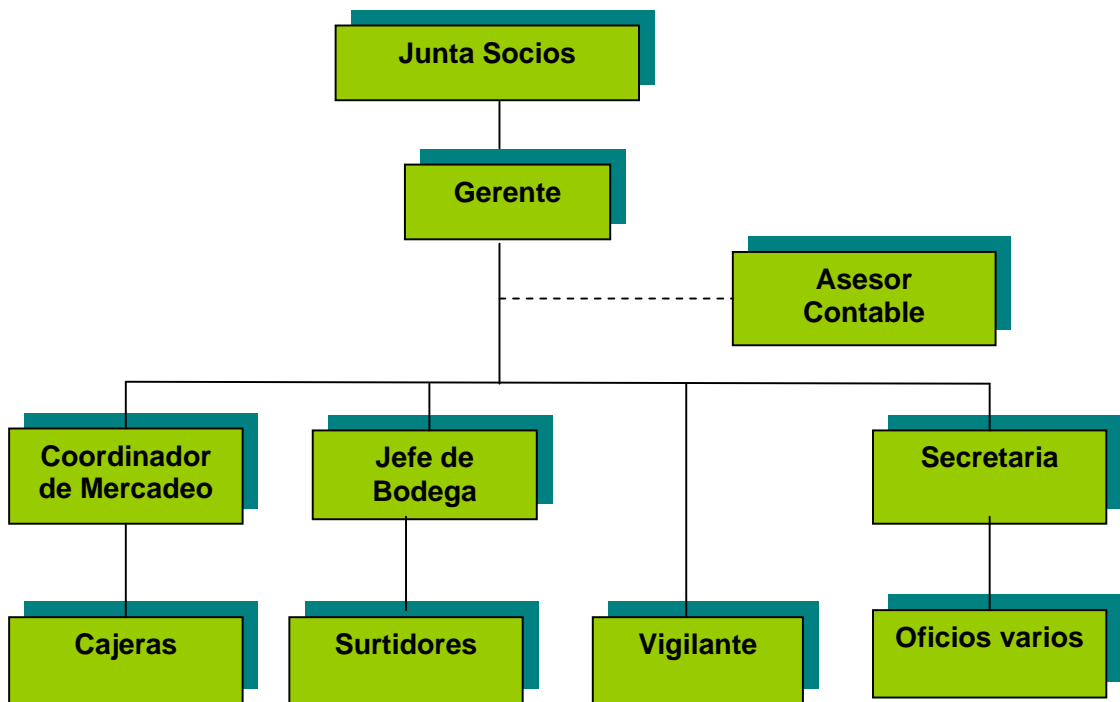 Junta Socios
Gerente
Asesor
Contable
Coordinador
de Mercadeo
Jefe de
Bodega
Secretaria
Cajeras
Surtidores
Vigilante
Oficios varios